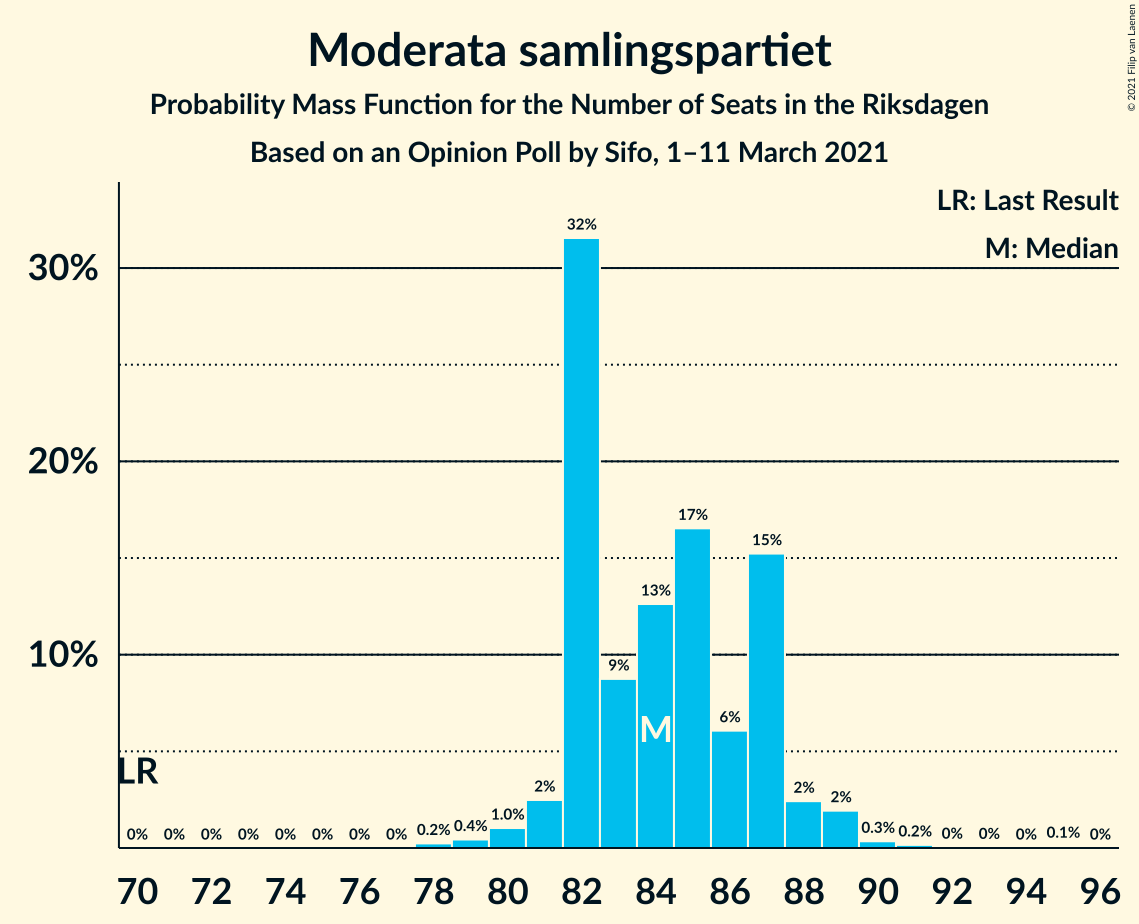 Moderata samlingspartiet
Probability Mass Function for the Number of Seats in the Riksdagen
Based on an Opinion Poll by Sifo, 1–11 March 2021
© 2021 Filip van Laenen
LR: Last Result
M: Median
30%
20%
10%
LR
M
0% 0% 0% 0% 0% 0% 0% 0% 0.2% 0.4% 1.0% 2% 32% 9% 13% 17% 6% 15% 2% 2% 0.3% 0.2% 0% 0% 0% 0.1% 0%
70 72 74 76 78 80 82 84 86 88 90 92 94 96